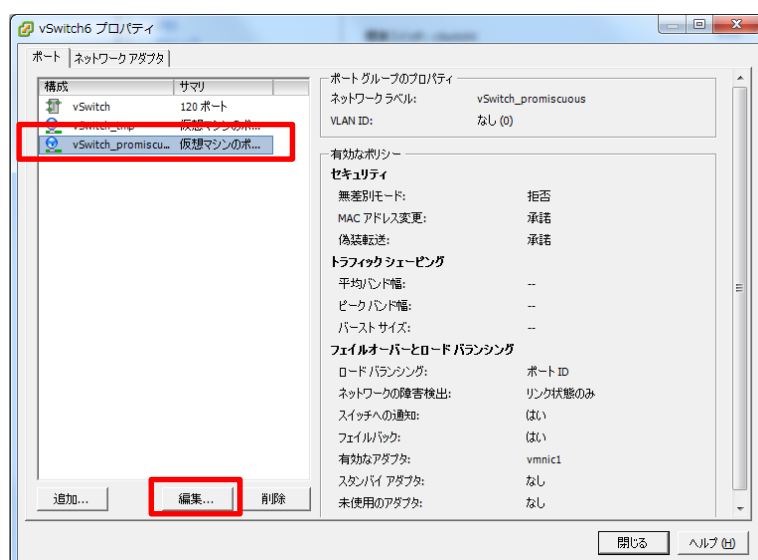 vSwitch6 プロパティ
ポート ネットワーク アダプタ
構成 サマリ
vSwitch 120 ポート
vSwitch_tmp 仮想マシンのポ...
vSwitch_promiscu... 仮想マシンのポ...
追加... 編集... 削除
ポート グループのプロパティ
ネットワーク ラベル: vSwitch_promiscuous
VLAN ID: なし (0)
有効なポリシー
セキュリティ
無差別モード: 拒否
MAC アドレス変更: 承諾
偽装転送: 承諾
トラフィック シェーピング
平均バンド幅: --
ピーク バンド幅: --
バースト サイズ: --
フェイルオーバーとロード バランシング
ロード バランシング: ポート ID
ネットワークの障害検出: リンク状態のみ
スイッチへの通知: はい
フェイルバック: はい
有効なアダプタ: vmnic1
スタンバイ アダプタ: なし
未使用のアダプタ: なし
閉じる ヘルプ (H)